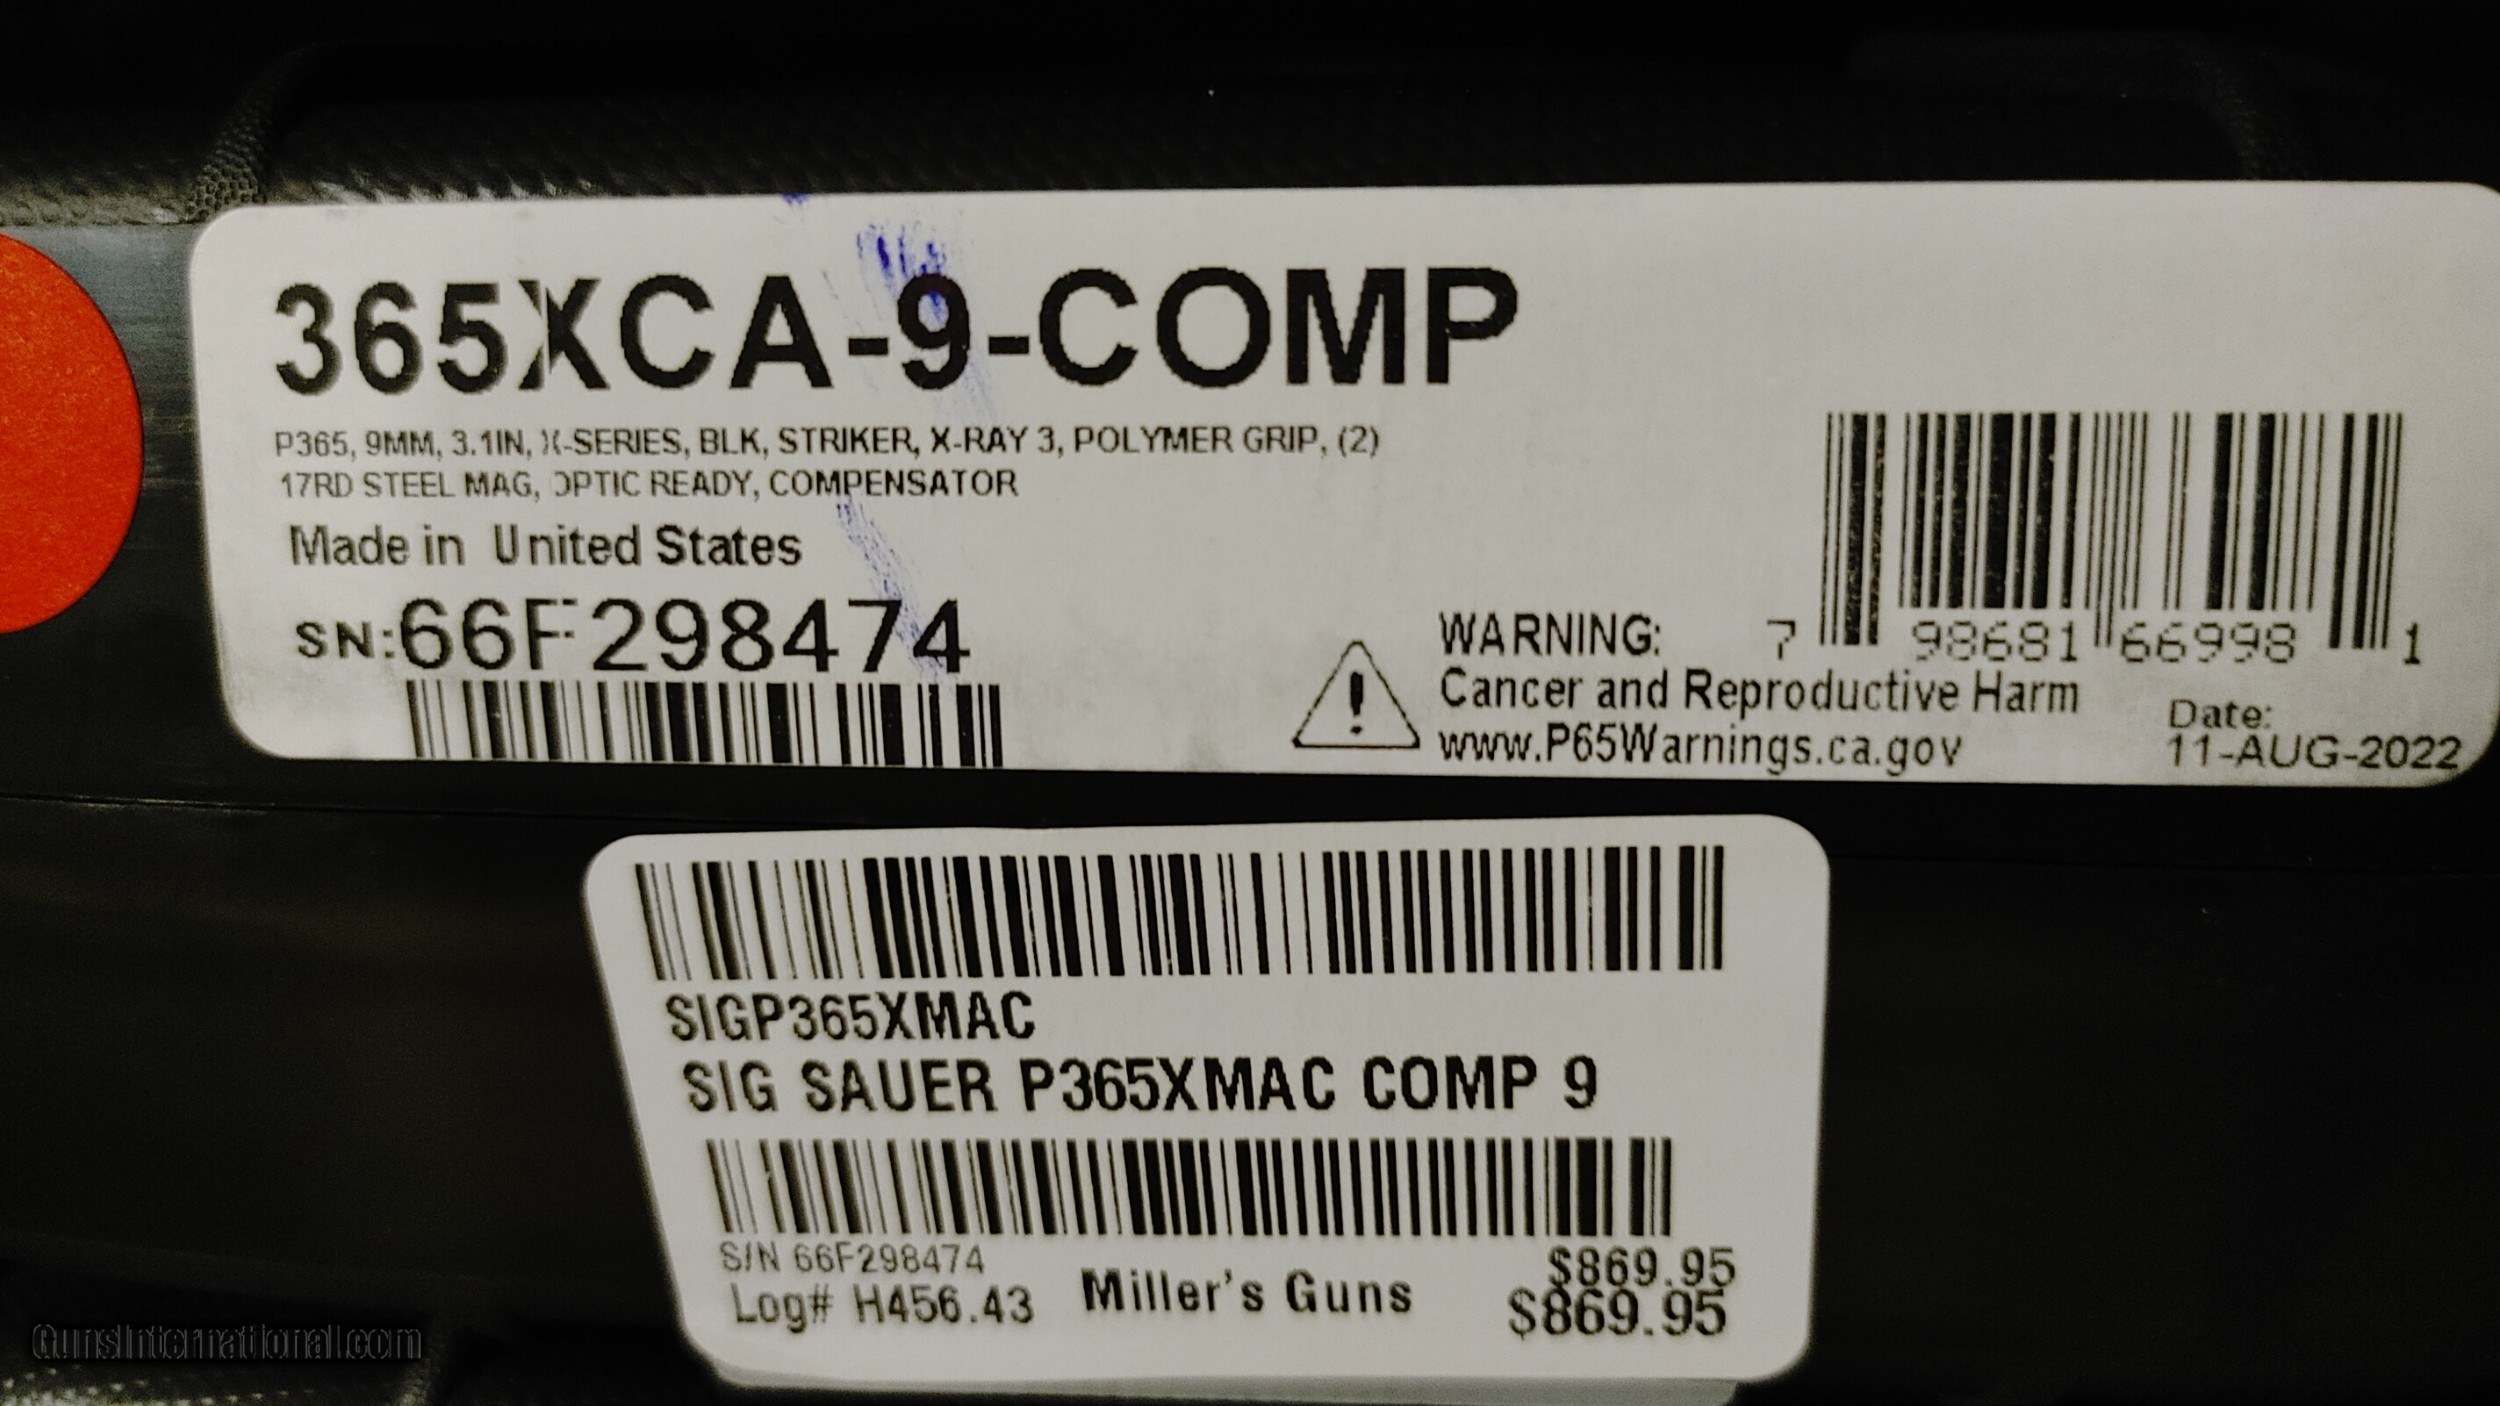 365XCA-9-COMP
P365, 9MM, 3.1IN, X-SERIES, BLK, STRIKER, X-RAY 3, POLYMER GRIP, (2)
17RD STEEL MAG, OPTIC READY, COMPENSATOR
Made in United States
SN:66F298474
7 98681 66998 1
WARNING:
Cancer and Reproductive Harm
www.P65Warnings.ca.gov
Date:
11-AUG-2022
SIGP365XMAC
SIG SAUER P365XMAC COMP 9
S/N 66F298474
$869.95
Log# H456.43 Miller's Guns $869.95
GunsInternational.com